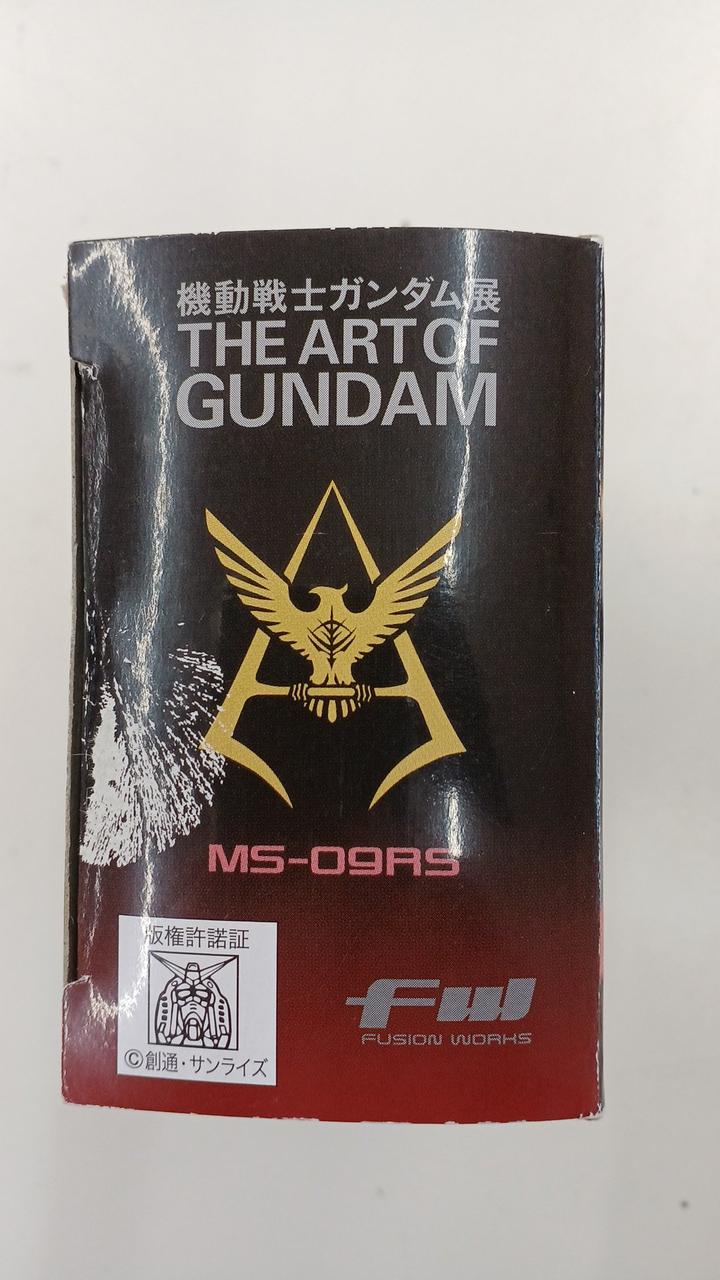 機動戦士ガンダム展
THE ART OF
GUNDAM
MS-09RS
版権許諾証
©創通・サンライズ
fw
FUSION WORKS